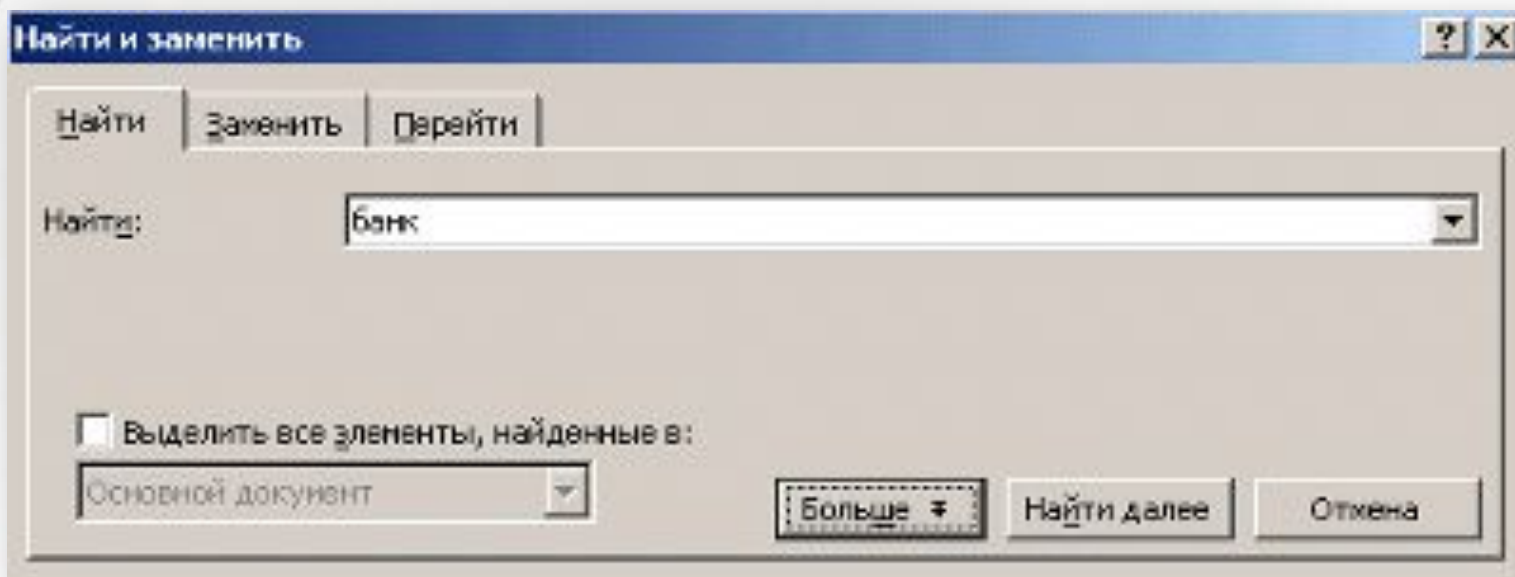 Найти и заменить
Найти Заменить Перейти
Найти: банк
Выделить все элементы, найденные в:
Основной документ
Больше Найти далее Отмена